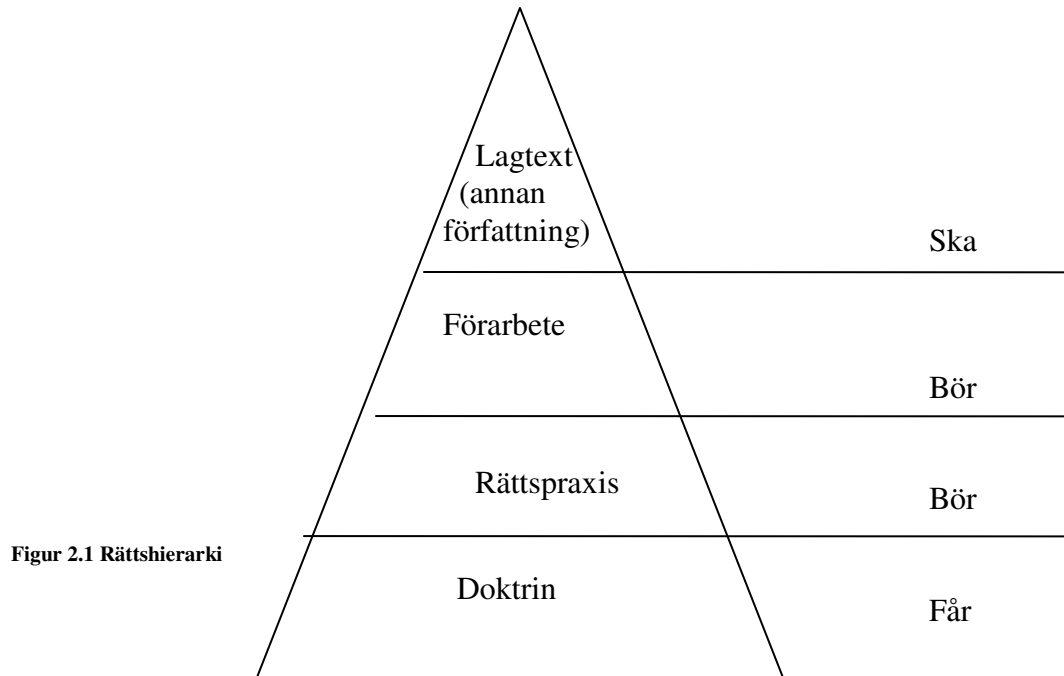 Lagtext
(annan
författning)
Ska
Förarbete
Bör
Rättspraxis
Bör
Figur 2.1 Rättshierarki
Doktrin
Får